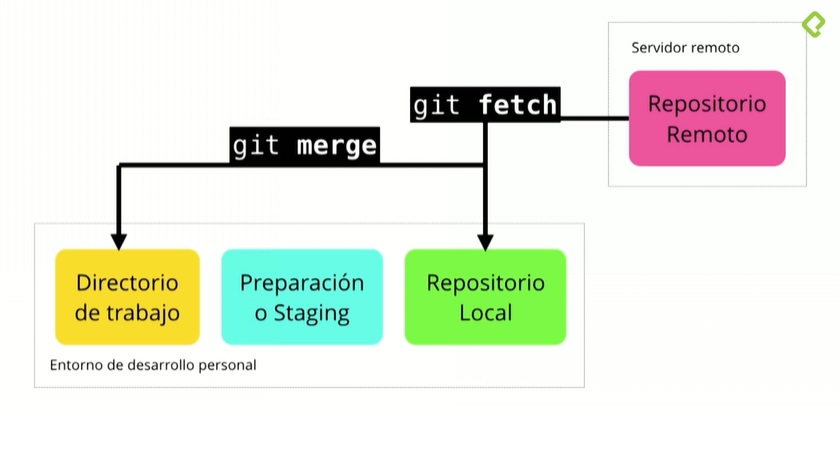 Servidor remoto
git fetch
Repositorio
Remoto
git merge
Directorio
de trabajo
Preparación
o Staging
Repositorio
Local
Entorno de desarrollo personal